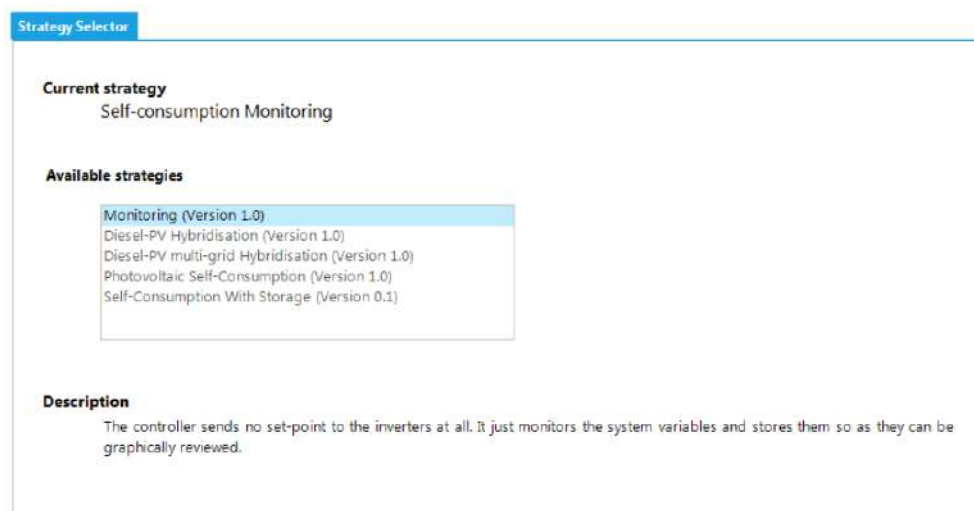 Strategy Selector
Current strategy
Self-consumption Monitoring
Available strategies
Monitoring (Version 1.0)
Diesel-PV Hybridisation (Version 1.0)
Diesel-PV multi-grid Hybridisation (Version 1.0)
Photovoltaic Self-Consumption (Version 1.0)
Self-Consumption With Storage (Version 0.1)
Description
The controller sends no set-point to the inverters at all. It just monitors the system variables and stores them so as they can be
graphically reviewed.